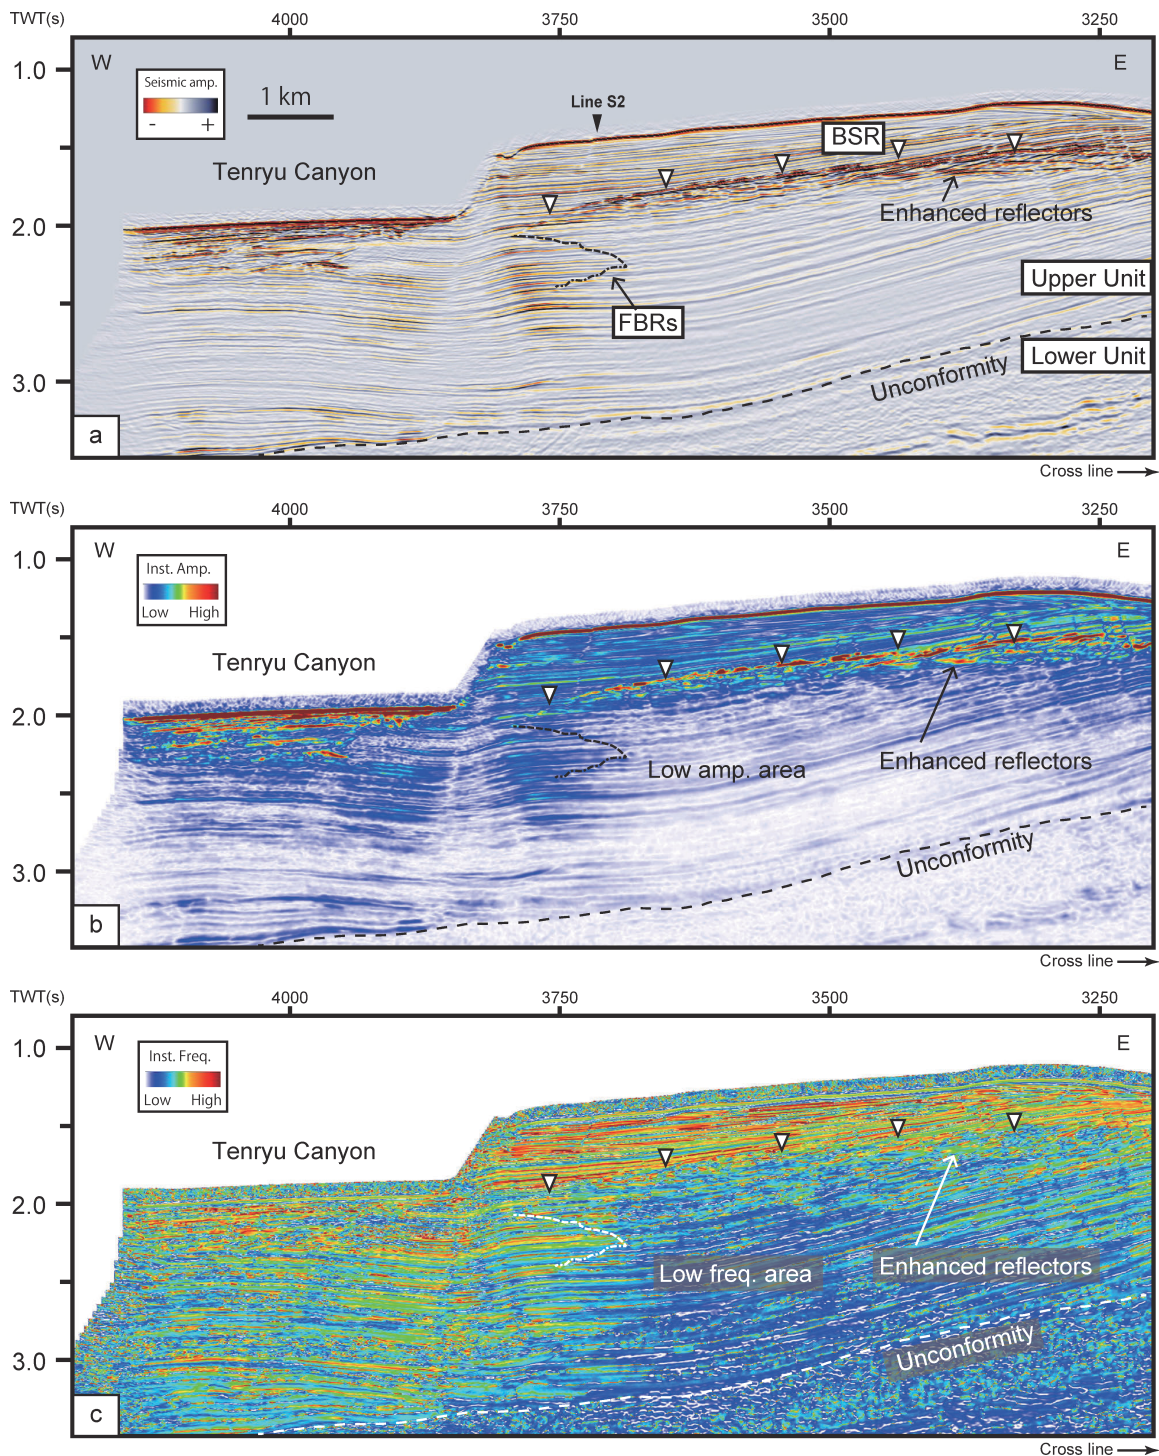 TWT(s) 4000 3750 3500 3250
W E
1.0
Seismic amp.
- +
1 km
Line S2
BSR
Tenryu Canyon
Enhanced reflectors
2.0
Upper Unit
FBRs
Lower Unit
3.0
Unconformity
a
Cross line
TWT(s) 4000 3750 3500 3250
W E
1.0
Inst. Amp.
Low High
Tenryu Canyon
2.0
Enhanced reflectors
Low amp. area
Unconformity
3.0
b
Cross line
TWT(s) 4000 3750 3500 3250
W E
1.0
Inst. Freq.
Low High
Tenryu Canyon
2.0
Enhanced reflectors
Low freq. area
Unconformity
3.0
c
Cross line